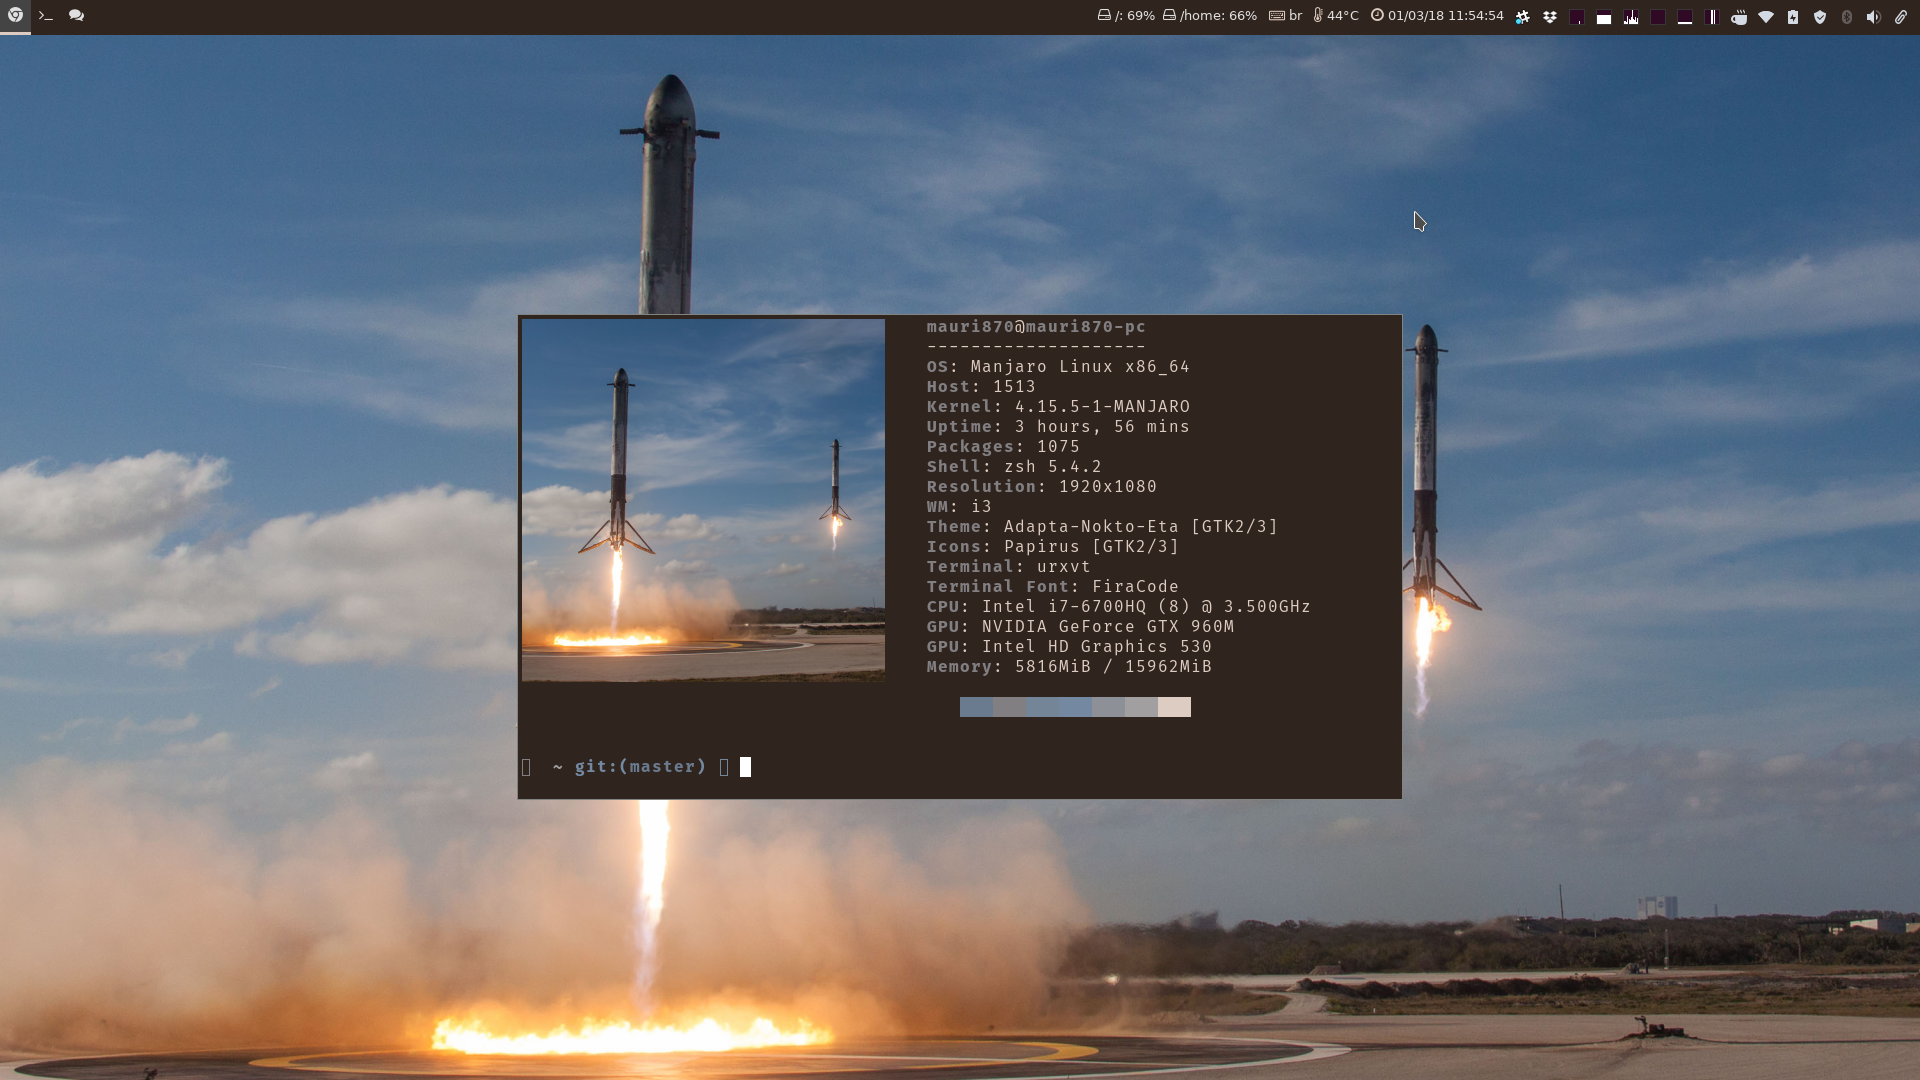 /: 69% /home: 66% br 44°C 01/03/18 11:54:54
mauri870@mauri870-pc
--------------------
OS: Manjaro Linux x86_64
Host: 1513
Kernel: 4.15.5-1-MANJARO
Uptime: 3 hours, 56 mins
Packages: 1075
Shell: zsh 5.4.2
Resolution: 1920x1080
WM: i3
Theme: Adapta-Nokto-Eta [GTK2/3]
Icons: Papirus [GTK2/3]
Terminal: urxvt
Terminal Font: FiraCode
CPU: Intel i7-6700HQ (8) @ 3.500GHz
GPU: NVIDIA GeForce GTX 960M
GPU: Intel HD Graphics 530
Memory: 5816MiB / 15962MiB
~ git:(master)